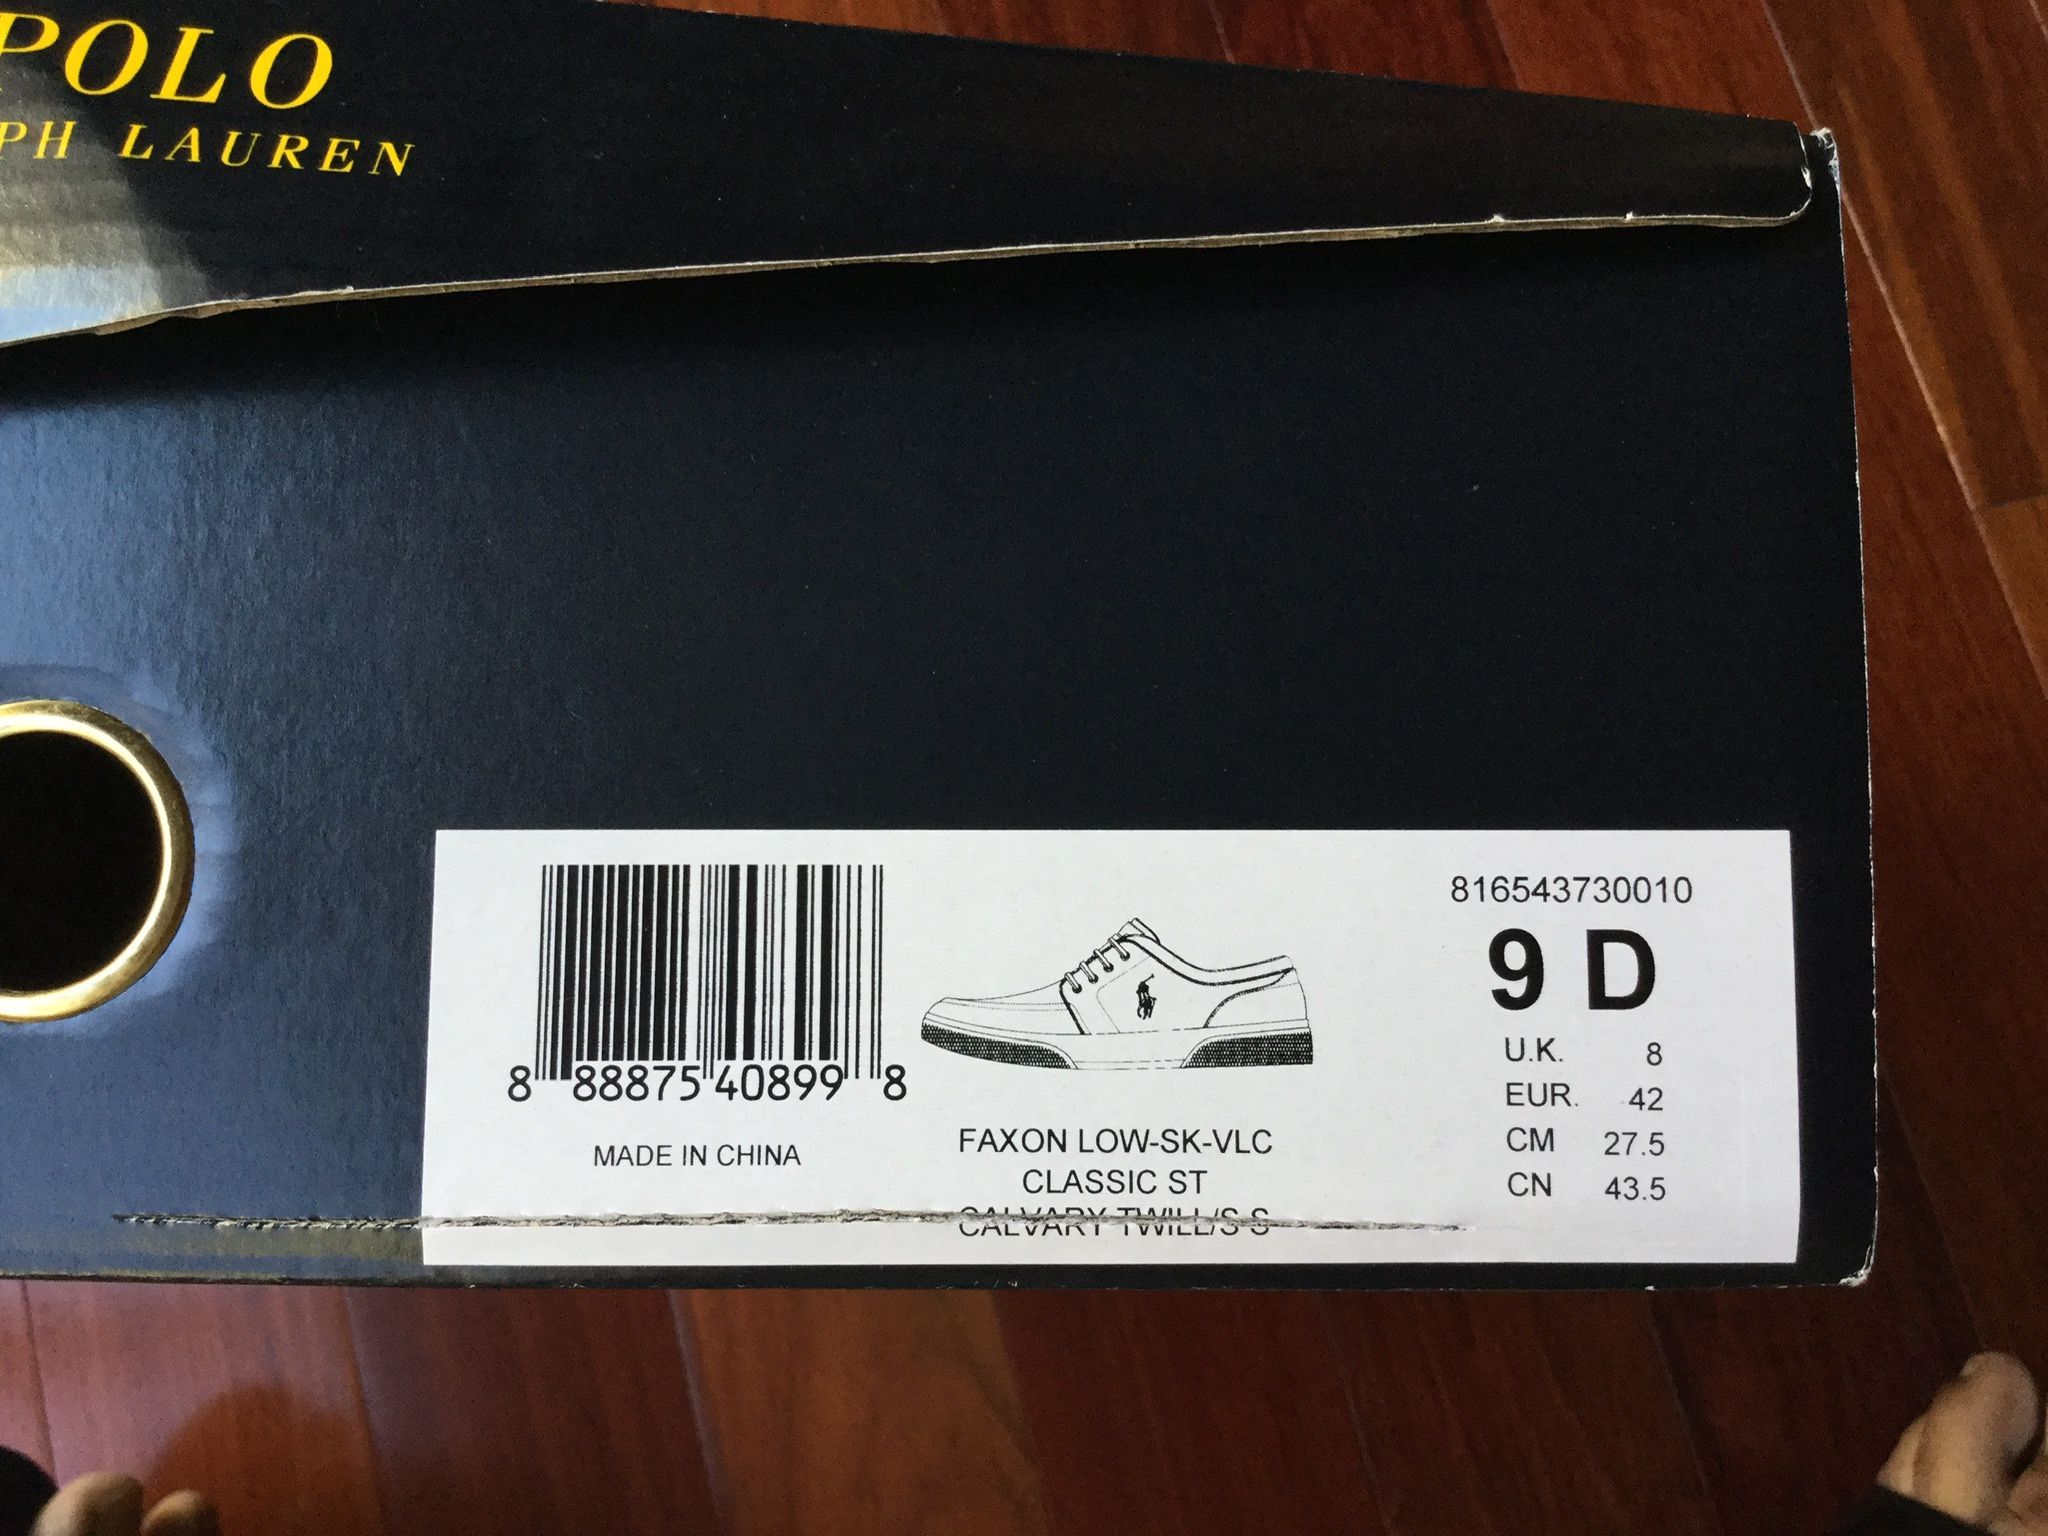 POLO
PH LAUREN
8 88875 40899 8
MADE IN CHINA
FAXON LOW-SK-VLC
CLASSIC ST
CALVARY TWILL/S S
816543730010
9 D
U.K. 8
EUR. 42
CM 27.5
CN 43.5